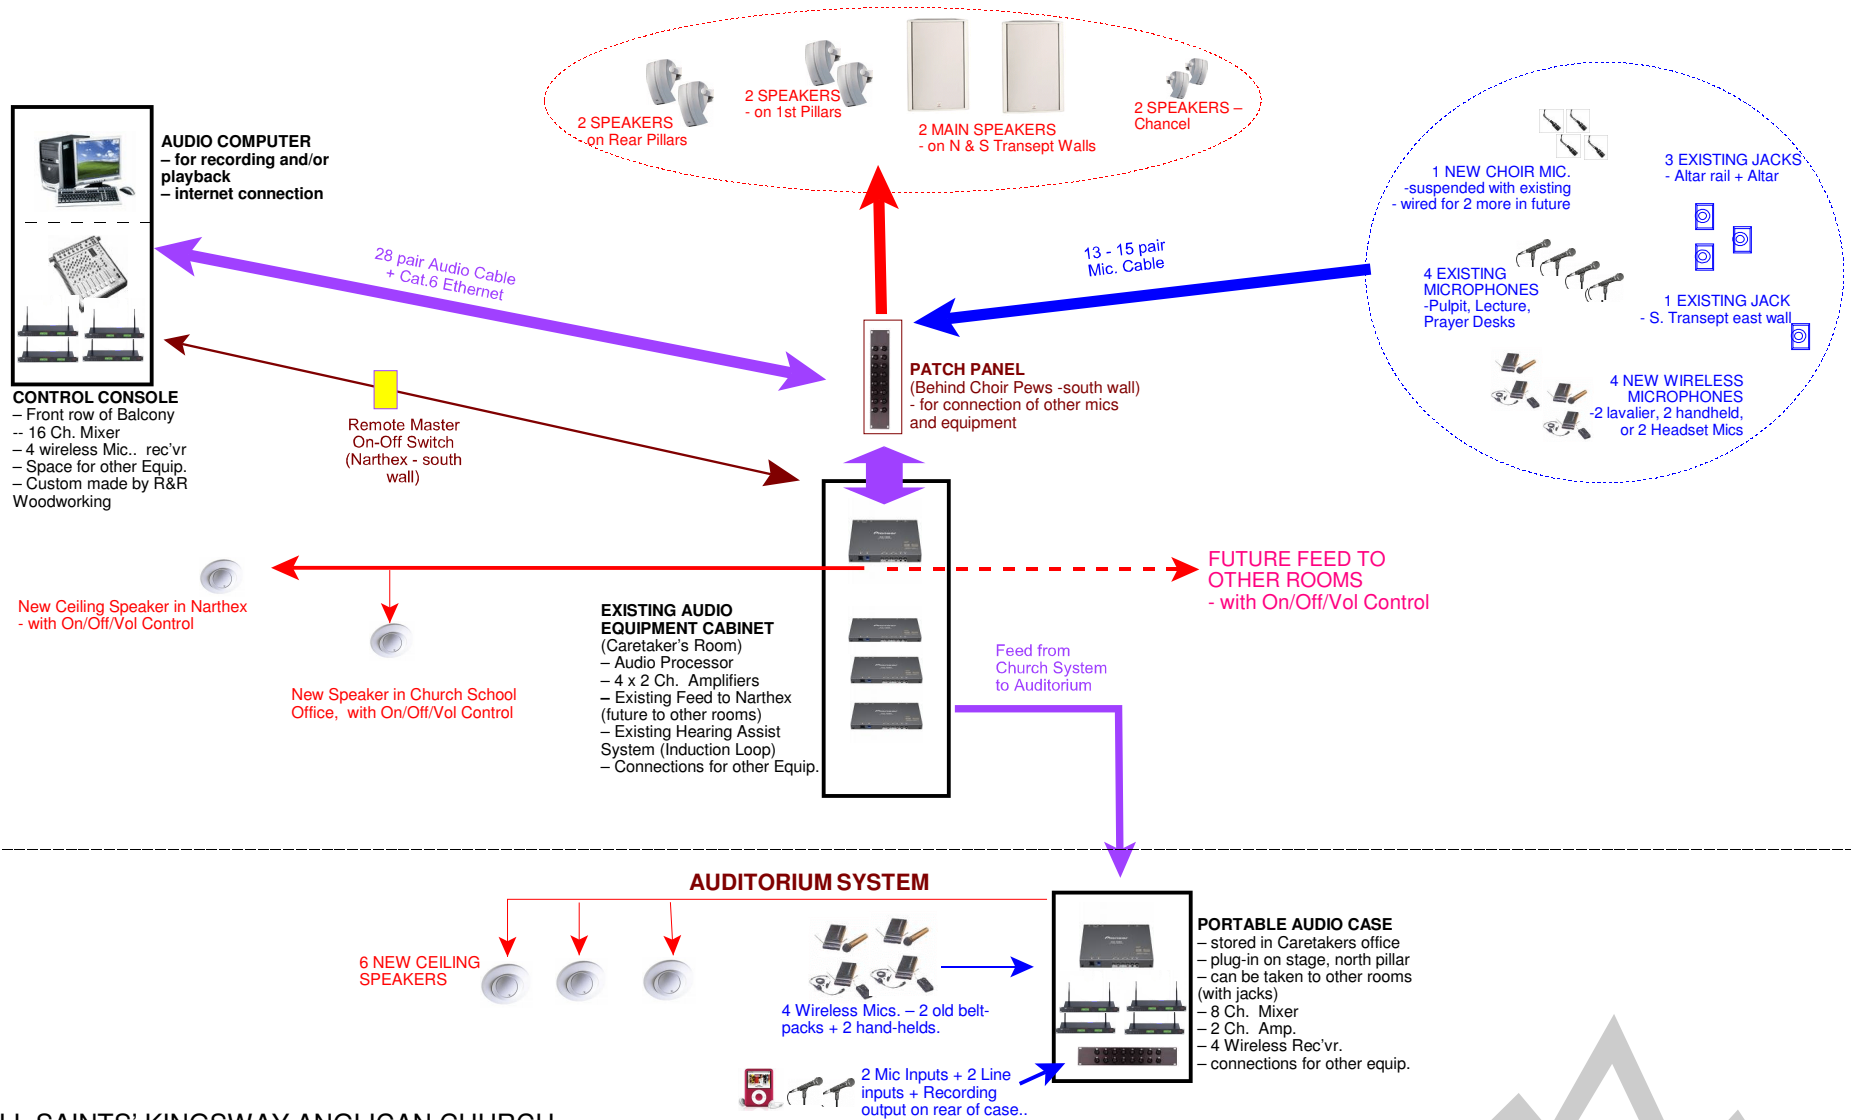 2 SPEAKERS
- on Rear Pillars
2 SPEAKERS
- on 1st Pillars
2 MAIN SPEAKERS
- on N & S Transept Walls
2 SPEAKERS –
Chancel
AUDIO COMPUTER
– for recording and/or
playback
– internet connection
28 pair Audio Cable
+ Cat.6 Ethernet
13 - 15 pair
Mic. Cable
1 NEW CHOIR MIC.
-suspended with existing
- wired for 2 more in future
3 EXISTING JACKS
- Altar rail + Altar
4 EXISTING
MICROPHONES
-Pulpit, Lecture,
Prayer Desks
1 EXISTING JACK
- S. Transept east wall
4 NEW WIRELESS
MICROPHONES
-2 lavalier, 2 handheld,
or 2 Headset Mics
CONTROL CONSOLE
– Front row of Balcony
-- 16 Ch. Mixer
– 4 wireless Mic.. rec'vr
– Space for other Equip.
– Custom made by R&R
Woodworking
Remote Master
On-Off Switch
(Narthex - south
wall)
PATCH PANEL
(Behind Choir Pews -south wall)
- for connection of other mics
and equipment
New Ceiling Speaker in Narthex
- with On/Off/Vol Control
New Speaker in Church School
Office, with On/Off/Vol Control
FUTURE FEED TO
OTHER ROOMS
- with On/Off/Vol Control
EXISTING AUDIO
EQUIPMENT CABINET
(Caretaker's Room)
– Audio Processor
– 4 x 2 Ch. Amplifiers
– Existing Feed to Narthex
(future to other rooms)
– Existing Hearing Assist
System (Induction Loop)
– Connections for other Equip.
Feed from
Church System
to Auditorium
AUDITORIUM SYSTEM
6 NEW CEILING
SPEAKERS
4 Wireless Mics. – 2 old belt-
packs + 2 hand-helds.
2 Mic Inputs + 2 Line
inputs + Recording
output on rear of case..
PORTABLE AUDIO CASE
– stored in Caretakers office
– plug-in on stage, north pillar
– can be taken to other rooms
(with jacks)
– 8 Ch. Mixer
– 2 Ch. Amp.
– 4 Wireless Rec'vr.
– connections for other equip.
SAINTS' KINGSWAY ANGLICAN CHURCH